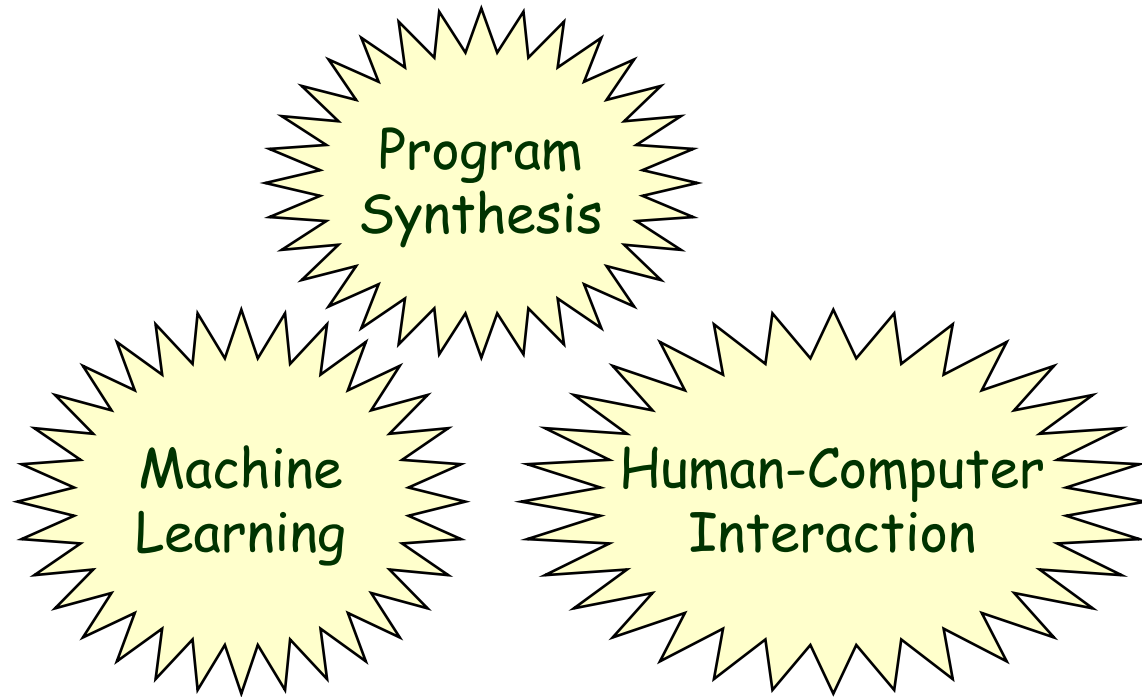 Program
Synthesis
Machine
Learning
Human-Computer
Interaction